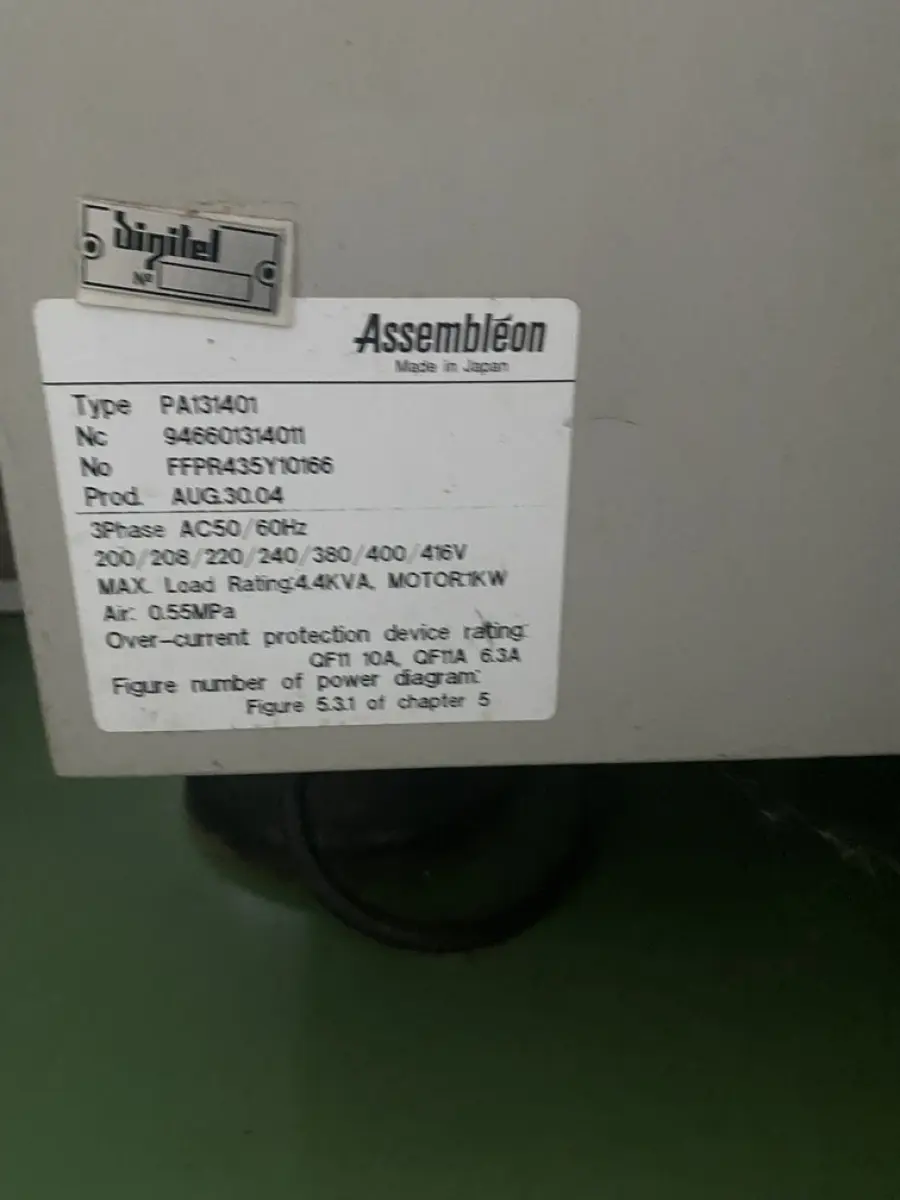 Digitel
Nº
Assembléon
Made in Japan
Type PA131401
Nc 946601314011
No FFPR435Y10166
Prod. AUG.30.04
3Phase AC50/60Hz
200/208/220/240/380/400/416V
MAX. Load Rating:4.4KVA, MOTOR:1KW
Air: 0.55MPa
Over-current protection device rating:
QF11 10A, QF11A 6.3A
Figure number of power diagram:
Figure 5.3.1 of chapter 5